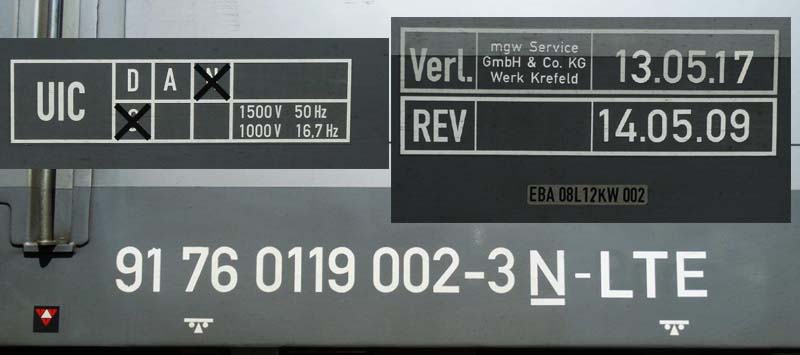 UIC D A N
S 1500 V 50 Hz
1000 V 16,7 Hz
Verl. mgw Service
GmbH & Co. KG
Werk Krefeld
13.05.17
REV 14.05.09
EBA 08L12KW 002
91 76 0119 002-3 N-LTE